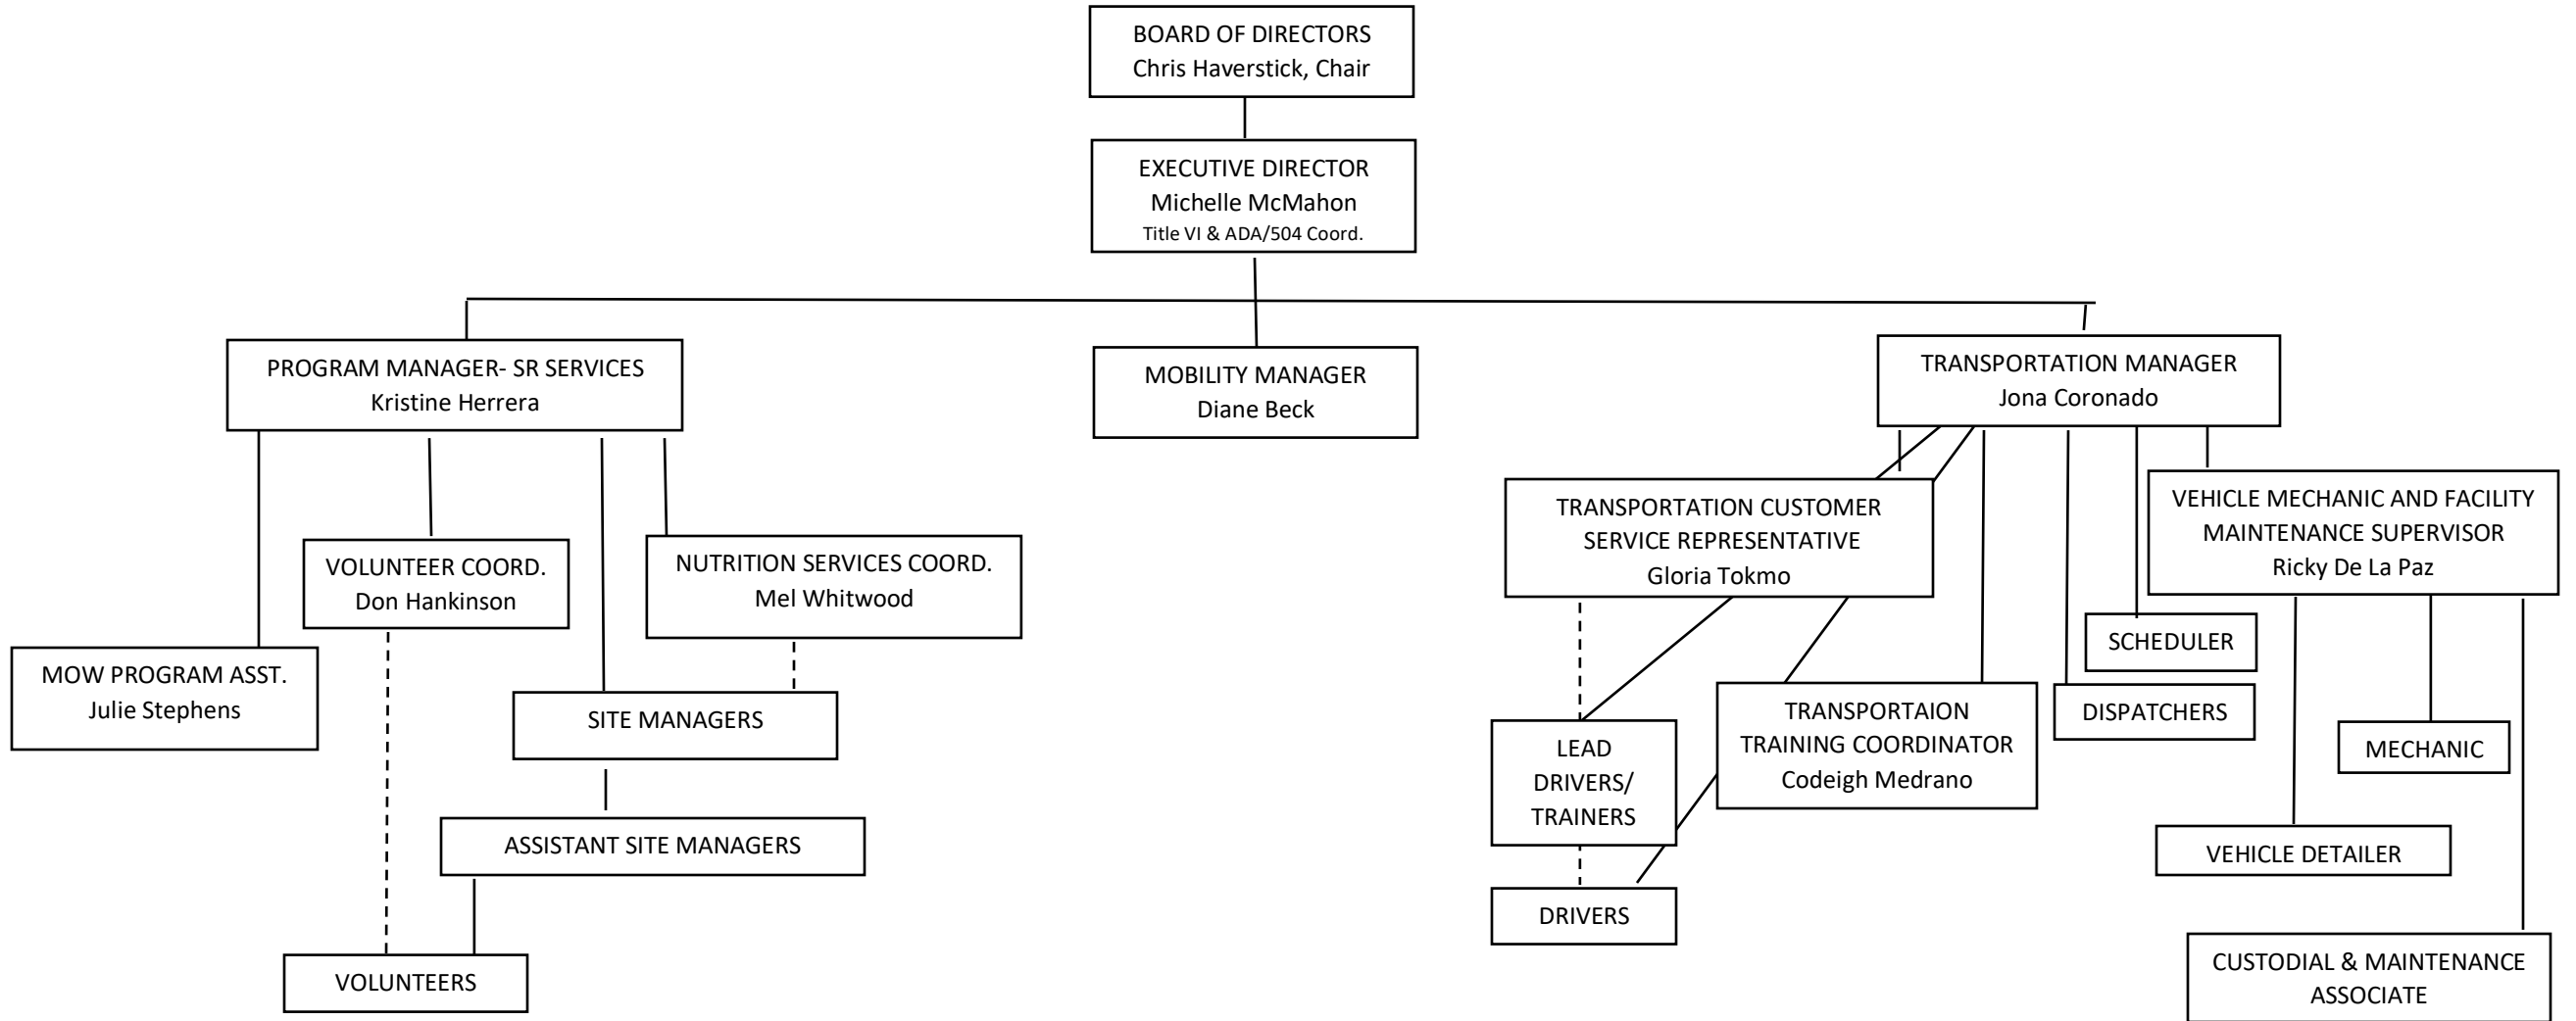 BOARD OF DIRECTORS
Chris Haverstick, Chair
EXECUTIVE DIRECTOR
Michelle McMahon
Title VI & ADA/504 Coord.
PROGRAM MANAGER- SR SERVICES
Kristine Herrera
MOBILITY MANAGER
Diane Beck
TRANSPORTATION MANAGER
Jona Coronado
VOLUNTEER COORD.
Don Hankinson
NUTRITION SERVICES COORD.
Mel Whitwood
MOW PROGRAM ASST.
Julie Stephens
SITE MANAGERS
ASSISTANT SITE MANAGERS
VOLUNTEERS
TRANSPORTATION CUSTOMER
SERVICE REPRESENTATIVE
Gloria Tokmo
VEHICLE MECHANIC AND FACILITY
MAINTENANCE SUPERVISOR
Ricky De La Paz
SCHEDULER
DISPATCHERS
TRANSPORTAION
TRAINING COORDINATOR
Codeigh Medrano
LEAD
DRIVERS/
TRAINERS
DRIVERS
MECHANIC
VEHICLE DETAILER
CUSTODIAL & MAINTENANCE
ASSOCIATE